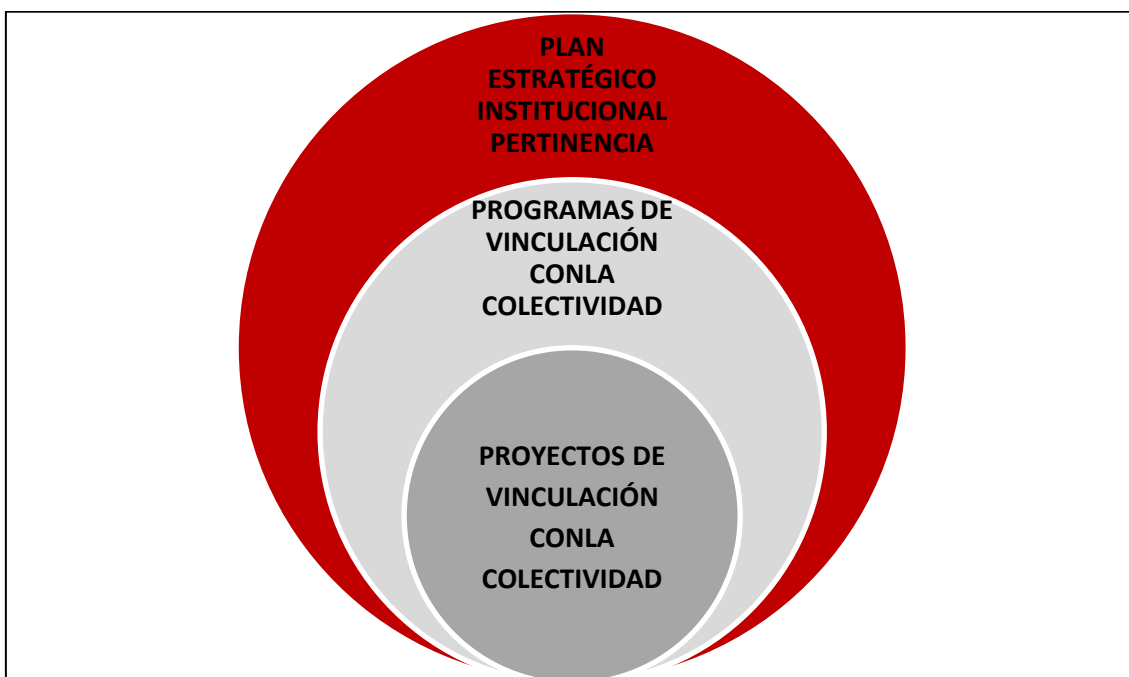 PLAN
ESTRATÉGICO
INSTITUCIONAL
PERTINENCIA
PROGRAMAS DE
VINCULACIÓN
CONLA
COLECTIVIDAD
PROYECTOS DE
VINCULACIÓN
CONLA
COLECTIVIDAD